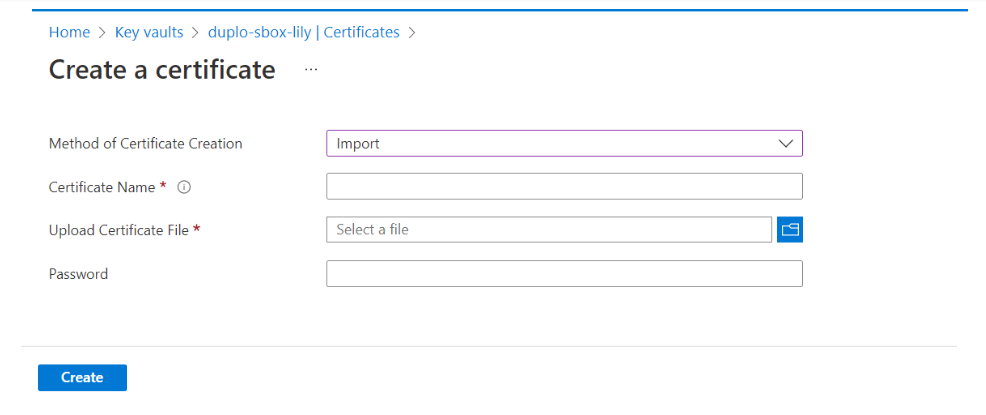 Home > Key vaults > duplo-sbox-lily | Certificates >
Create a certificate ...
Method of Certificate Creation Import
Certificate Name *
Upload Certificate File * Select a file
Password
Create